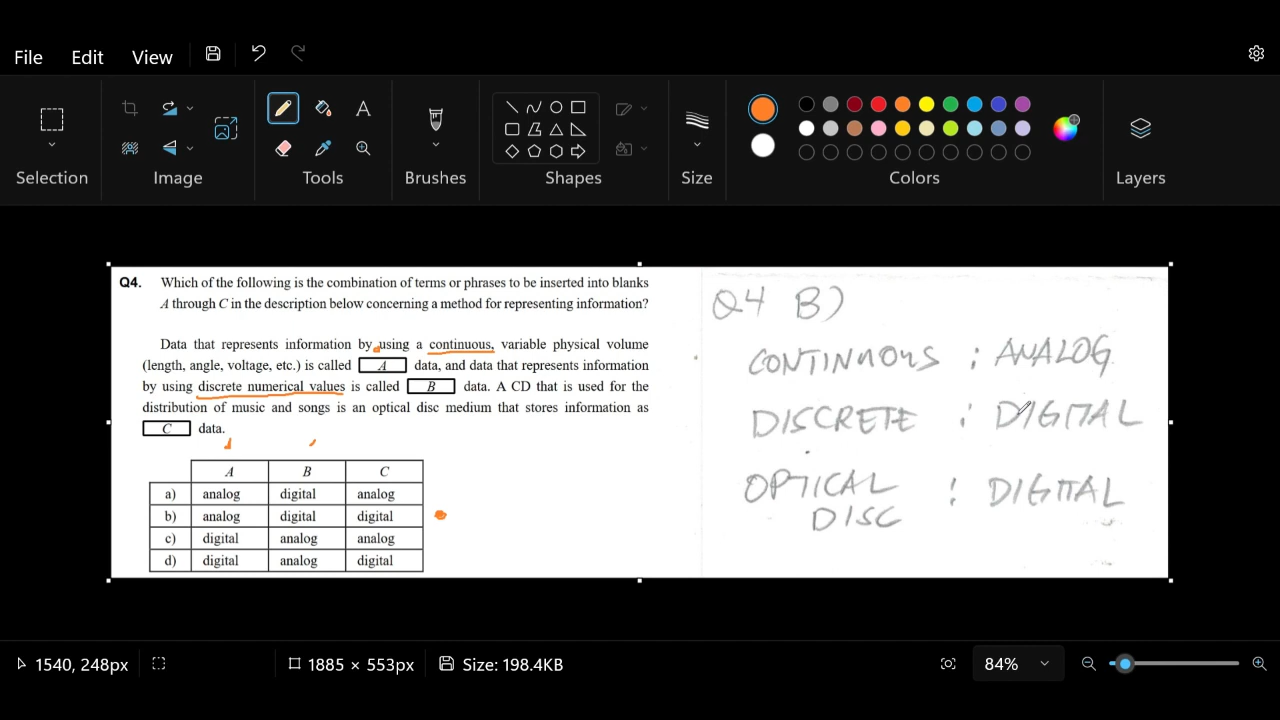 File Edit View
Selection Image Tools Brushes Shapes Size Colors Layers
Q4. Which of the following is the combination of terms or phrases to be inserted into blanks
A through C in the description below concerning a method for representing information?
Data that represents information by using a continuous, variable physical volume
(length, angle, voltage, etc.) is called A data, and data that represents information
by using discrete numerical values is called B data. A CD that is used for the
distribution of music and songs is an optical disc medium that stores information as
C data.
A B C
a) analog digital analog
b) analog digital digital
c) digital analog analog
d) digital analog digital
Q4 B)
CONTINUOUS : ANALOG
DISCRETE : DIGITAL
OPTICAL : DIGITAL
DISC
1540, 248px 1885 × 553px Size: 198.4KB 84%